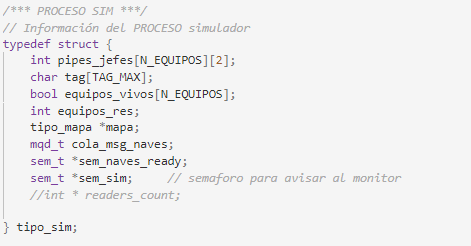 /*** PROCESO SIM ***/
// Información del PROCESO simulador
typedef struct {
    int pipes_jefes[N_EQUIPOS][2];
    char tag[TAG_MAX];
    bool equipos_vivos[N_EQUIPOS];
    int equipos_res;
    tipo_mapa *mapa;
    mqd_t cola_msg_naves;
    sem_t *sem_naves_ready;
    sem_t *sem_sim;     // semaforo para avisar al monitor
    //int * readers_count;
} tipo_sim;